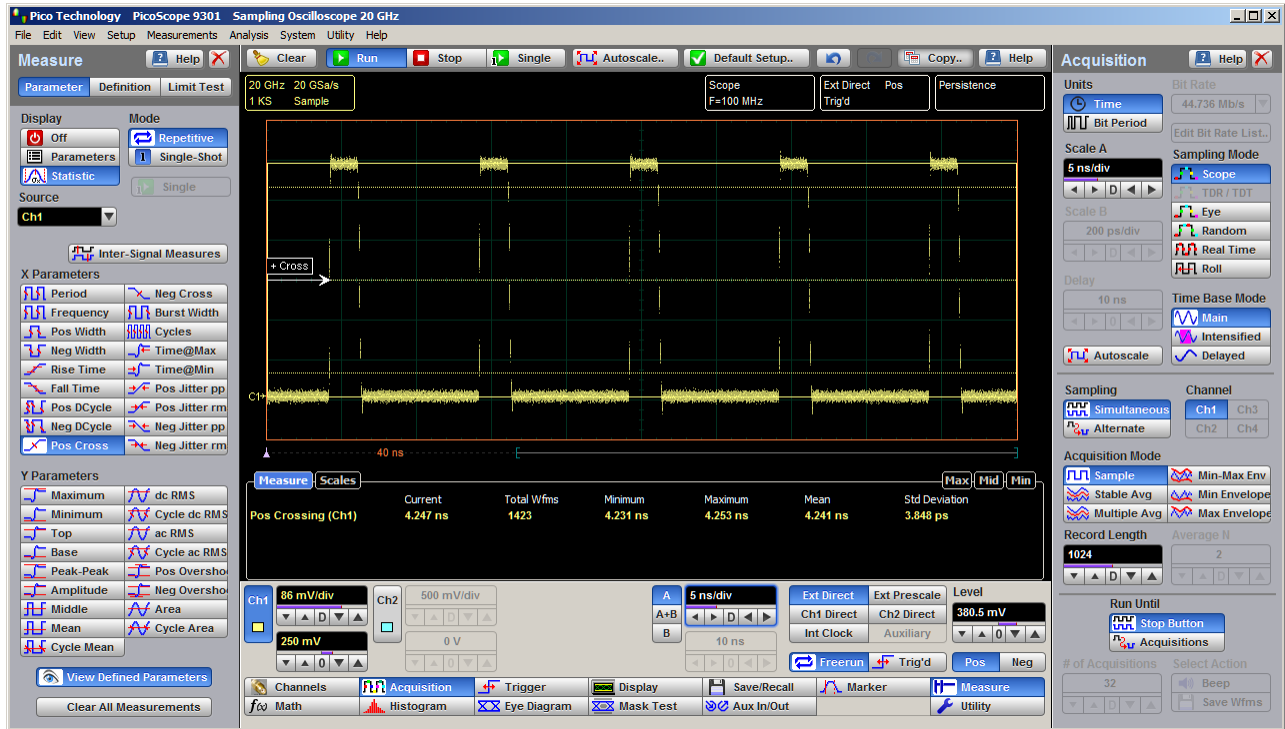 Pico Technology PicoScope 9301 Sampling Oscilloscope 20 GHz
File Edit View Setup Measurements Analysis System Utility Help
Measure
Help
Parameter Definition Limit Test
Display
Off
Parameters
Statistic
Mode
Repetitive
1 Single-Shot
Single
Source
Ch1
Inter-Signal Measures
X Parameters
Period Neg Cross
Frequency Burst Width
Pos Width Cycles
Neg Width Time@Max
Rise Time Time@Min
Fall Time Pos Jitter pp
Pos DCycle Pos Jitter rm
Neg DCycle Neg Jitter pp
Pos Cross Neg Jitter rm
Y Parameters
Maximum dc RMS
Minimum Cycle dc RMS
Top ac RMS
Base Cycle ac RMS
Peak-Peak Pos Oversho
Amplitude Neg Oversho
Middle Area
Mean Cycle Area
Cycle Mean
View Defined Parameters
Clear All Measurements
Clear Run Stop Single Autoscale.. Default Setup.. Copy.. Help
20 GHz 20 GSa/s
1 KS Sample
Scope
F=100 MHz
Ext Direct Pos
Trig'd
Persistence
+ Cross
C1
40 ns
Measure Scales Max Mid Min
Current Total Wfms Minimum Maximum Mean Std Deviation
Pos Crossing (Ch1) 4.247 ns 1423 4.231 ns 4.253 ns 4.241 ns 3.848 ps
Ch1
86 mV/div
D
250 mV
0
Ch2
500 mV/div
D
0 V
0
A
A+B
B
5 ns/div
D
10 ns
0
Ext Direct Ext Prescale
Ch1 Direct Ch2 Direct
Int Clock Auxiliary
Level
380.5 mV
0
Freerun Trig'd Pos Neg
Channels Acquisition Trigger Display Save/Recall Marker Measure
f(x) Math Histogram Eye Diagram Mask Test Aux In/Out Utility
Acquisition
Help
Units
Time
Bit Period
Bit Rate
44.736 Mb/s
Edit Bit Rate List..
Scale A
5 ns/div
D
Scale B
200 ps/div
D
Delay
10 ns
0
Autoscale
Sampling Mode
Scope
TDR / TDT
Eye
Random
Real Time
Roll
Time Base Mode
Main
Intensified
Delayed
Sampling
Simultaneous
Alternate
Channel
Ch1 Ch3
Ch2 Ch4
Acquisition Mode
Sample Min-Max Env
Stable Avg Min Envelope
Multiple Avg Max Envelope
Record Length
1024
D
Average N
2
D
Run Until
Stop Button
Acquisitions
# of Acquisitions
32
D
Select Action
Beep
Save Wfms